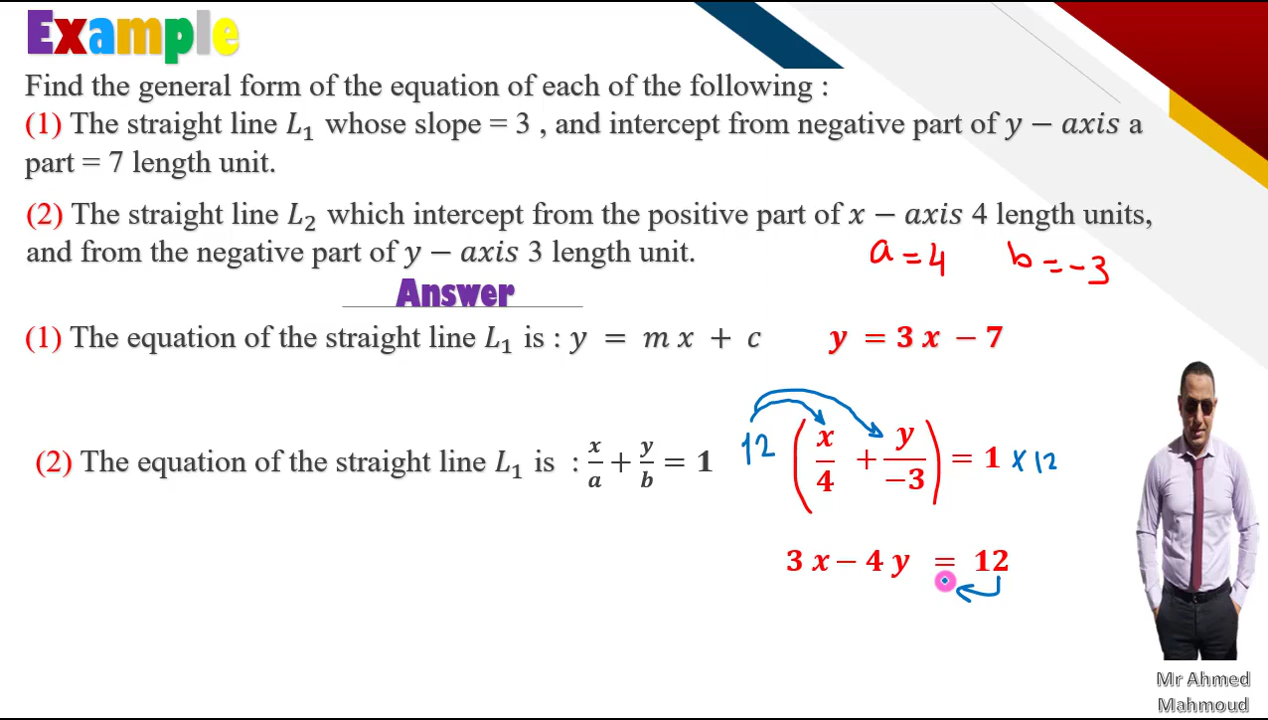 Example
Find the general form of the equation of each of the following :
(1) The straight line L₁ whose slope = 3 , and intercept from negative part of y − axis a
part = 7 length unit.
(2) The straight line L₂ which intercept from the positive part of x − axis 4 length units,
and from the negative part of y − axis 3 length unit.
a = 4 b = -3
Answer
(1) The equation of the straight line L₁ is : y = m x + c y = 3 x − 7
(2) The equation of the straight line L₁ is : x/a + y/b = 1 12 (x/4 + y/−3) = 1 × 12
3 x − 4 y = 12
Mr Ahmed
Mahmoud